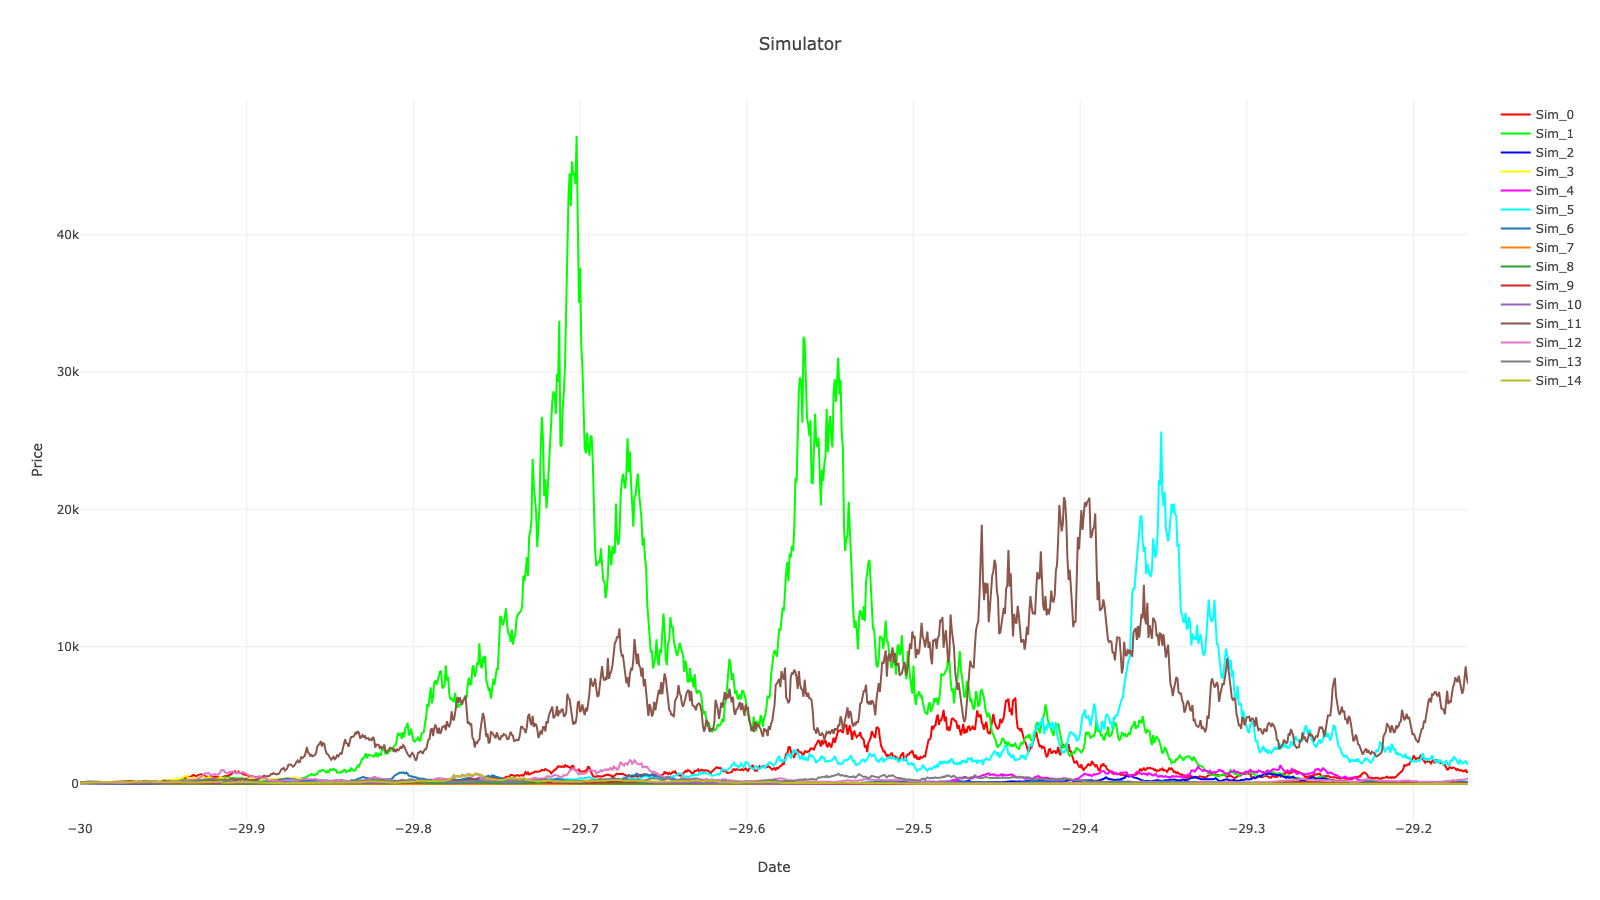 Simulator
Sim_0
Sim_1
Sim_2
Sim_3
Sim_4
Sim_5
Sim_6
Sim_7
Sim_8
Sim_9
Sim_10
Sim_11
Sim_12
Sim_13
Sim_14
Price
40k
30k
20k
10k
0
−30
−29.9
−29.8
−29.7
−29.6
−29.5
−29.4
−29.3
−29.2
Date